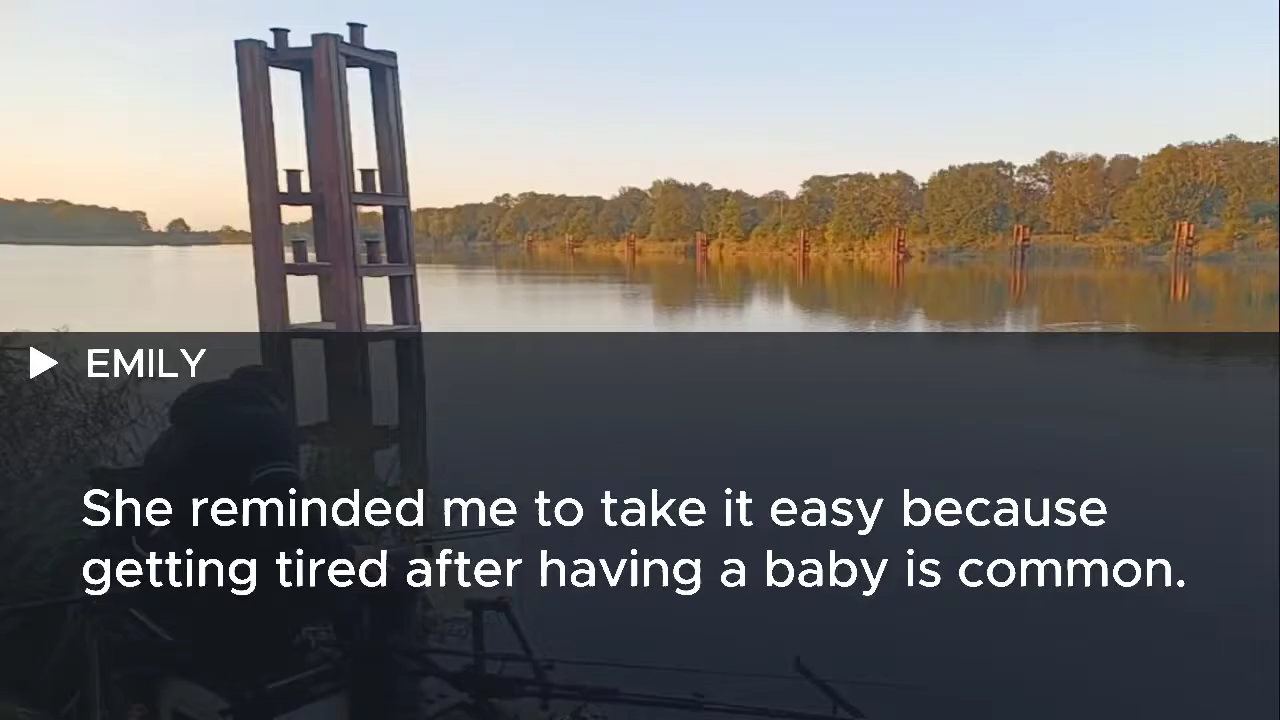 EMILY
She reminded me to take it easy because
getting tired after having a baby is common.